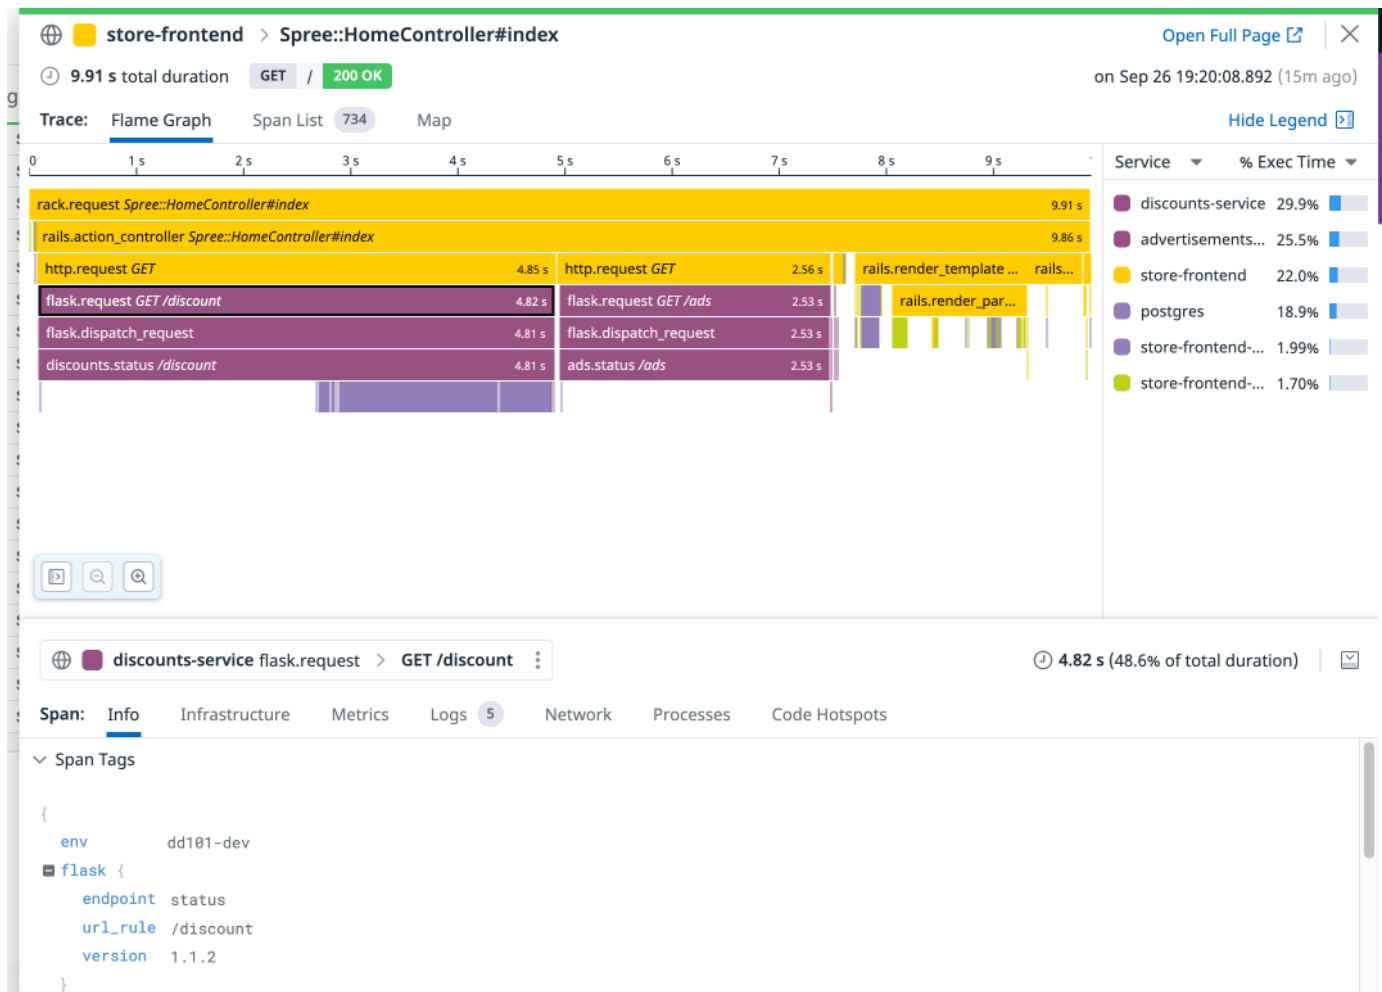 store-frontend > Spree::HomeController#index
Open Full Page
9.91 s total duration GET / 200 OK
on Sep 26 19:20:08.892 (15m ago)
Trace: Flame Graph Span List 734 Map
Hide Legend
0 1 s 2 s 3 s 4 s 5 s 6 s 7 s 8 s 9 s
rack.request Spree::HomeController#index 9.91 s
rails.action_controller Spree::HomeController#index 9.86 s
http.request GET 4.85 s http.request GET 2.56 s rails.render_template ... rails...
flask.request GET /discount 4.82 s flask.request GET /ads 2.53 s rails.render_par...
flask.dispatch_request 4.81 s flask.dispatch_request 2.53 s
discounts.status /discount 4.81 s ads.status /ads 2.53 s
Service % Exec Time
discounts-service 29.9%
advertisements... 25.5%
store-frontend 22.0%
postgres 18.9%
store-frontend-... 1.99%
store-frontend-... 1.70%
discounts-service flask.request > GET /discount
4.82 s (48.6% of total duration)
Span: Info Infrastructure Metrics Logs 5 Network Processes Code Hotspots
Span Tags
{
env dd101-dev
flask {
endpoint status
url_rule /discount
version 1.1.2
}